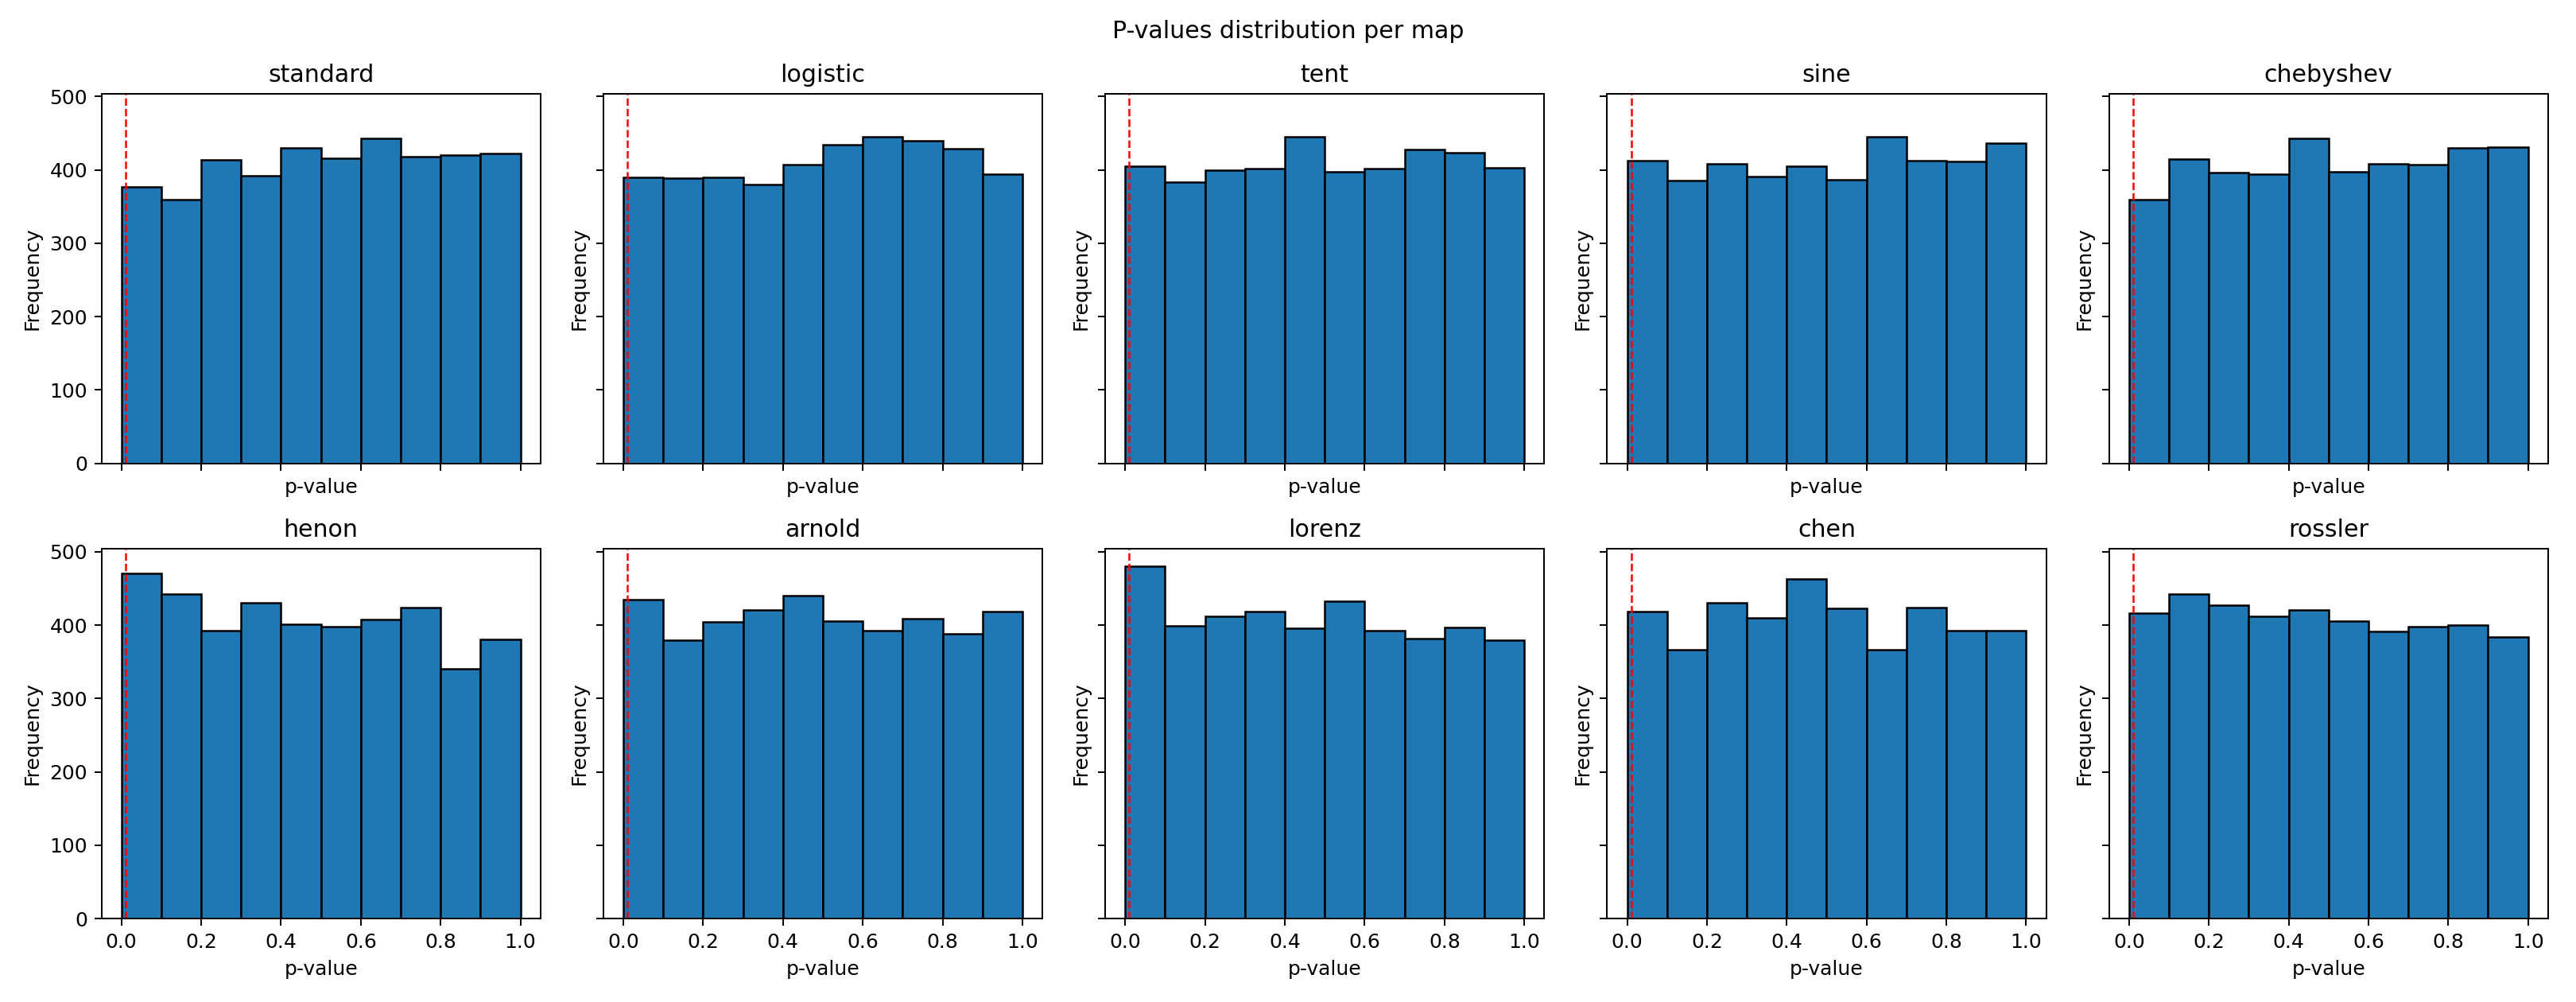 P-values distribution per map
standard
logistic
tent
sine
chebyshev
500
400
300
200
100
0
Frequency
Frequency
Frequency
Frequency
Frequency
p-value
p-value
p-value
p-value
p-value
henon
arnold
lorenz
chen
rossler
500
400
300
200
100
0
Frequency
Frequency
Frequency
Frequency
Frequency
0.0 0.2 0.4 0.6 0.8 1.0
0.0 0.2 0.4 0.6 0.8 1.0
0.0 0.2 0.4 0.6 0.8 1.0
0.0 0.2 0.4 0.6 0.8 1.0
0.0 0.2 0.4 0.6 0.8 1.0
p-value
p-value
p-value
p-value
p-value